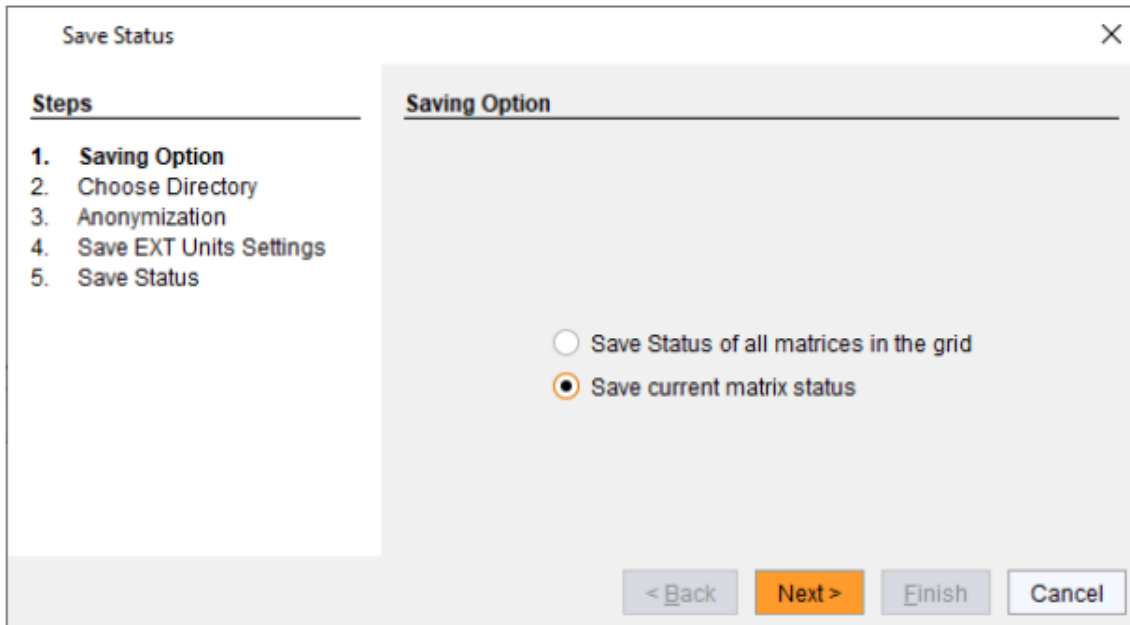 Save Status
Steps
1. Saving Option
2. Choose Directory
3. Anonymization
4. Save EXT Units Settings
5. Save Status
Saving Option
Save Status of all matrices in the grid
Save current matrix status
< Back
Next >
Finish
Cancel